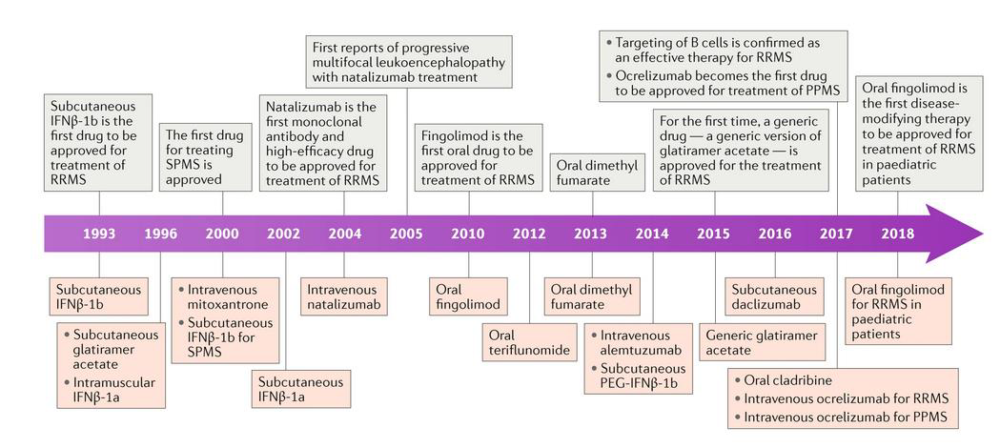 First reports of progressive
multifocal leukoencephalopathy
with natalizumab treatment
• Targeting of B cells is confirmed as
an effective therapy for RRMS
• Ocrelizumab becomes the first drug
to be approved for treatment of PPMS
Subcutaneous
IFNβ-1b is the
first drug to be
approved for
treatment of
RRMS
The first drug
for treating
SPMS is
approved
Natalizumab is the
first monoclonal
antibody and
high-efficacy drug
to be approved for
treatment of RRMS
Fingolimod is the
first oral drug to be
approved for
treatment of RRMS
Oral dimethyl
fumarate
For the first time, a generic
drug — a generic version of
glatiramer acetate — is
approved for the treatment
of RRMS
Oral fingolimod is
the first disease-
modifying therapy
to be approved for
treatment of RRMS
in paediatric
patients
1993 1996 2000 2002 2004 2005 2010 2012 2013 2014 2015 2016 2017 2018
Subcutaneous
IFNβ-1b
• Subcutaneous
glatiramer
acetate
• Intramuscular
IFNβ-1a
• Intravenous
mitoxantrone
• Subcutaneous
IFNβ-1b for
SPMS
Subcutaneous
IFNβ-1a
Intravenous
natalizumab
Oral
fingolimod
Oral
teriflunomide
Oral dimethyl
fumarate
• Intravenous
alemtuzumab
• Subcutaneous
PEG-IFNβ-1b
Generic glatiramer
acetate
Subcutaneous
daclizumab
• Oral cladribine
• Intravenous ocrelizumab for RRMS
• Intravenous ocrelizumab for PPMS
Oral fingolimod
for RRMS in
paediatric
patients